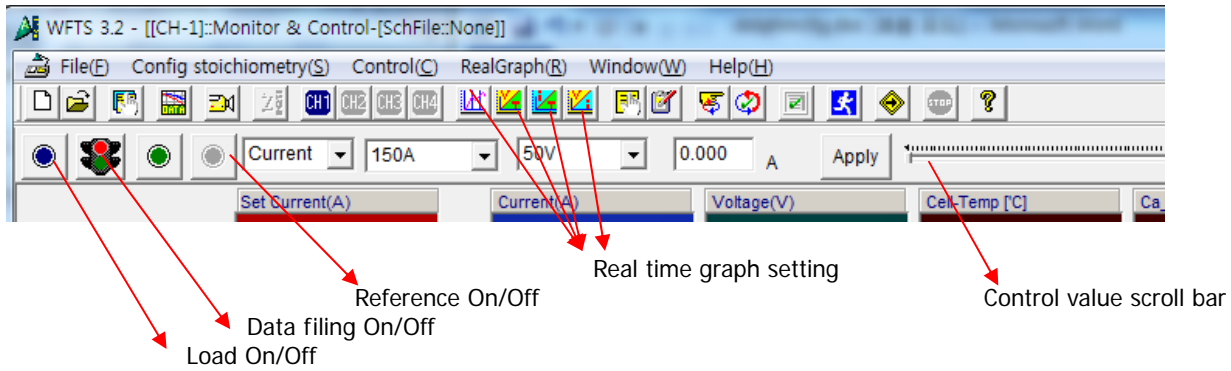 WFTS 3.2 - [[CH-1]::Monitor & Control-[SchFile::None]]
File(F) Config stoichiometry(S) Control(C) RealGraph(R) Window(W) Help(H)
DATA CH1 CH2 CH3 CH4 STOP
Current 150A 50V 0.000 A Apply
Set Current(A) Current(A) Voltage(V) Cell-Temp ['C] Ca_
Real time graph setting
Reference On/Off Control value scroll bar
Data filing On/Off
Load On/Off